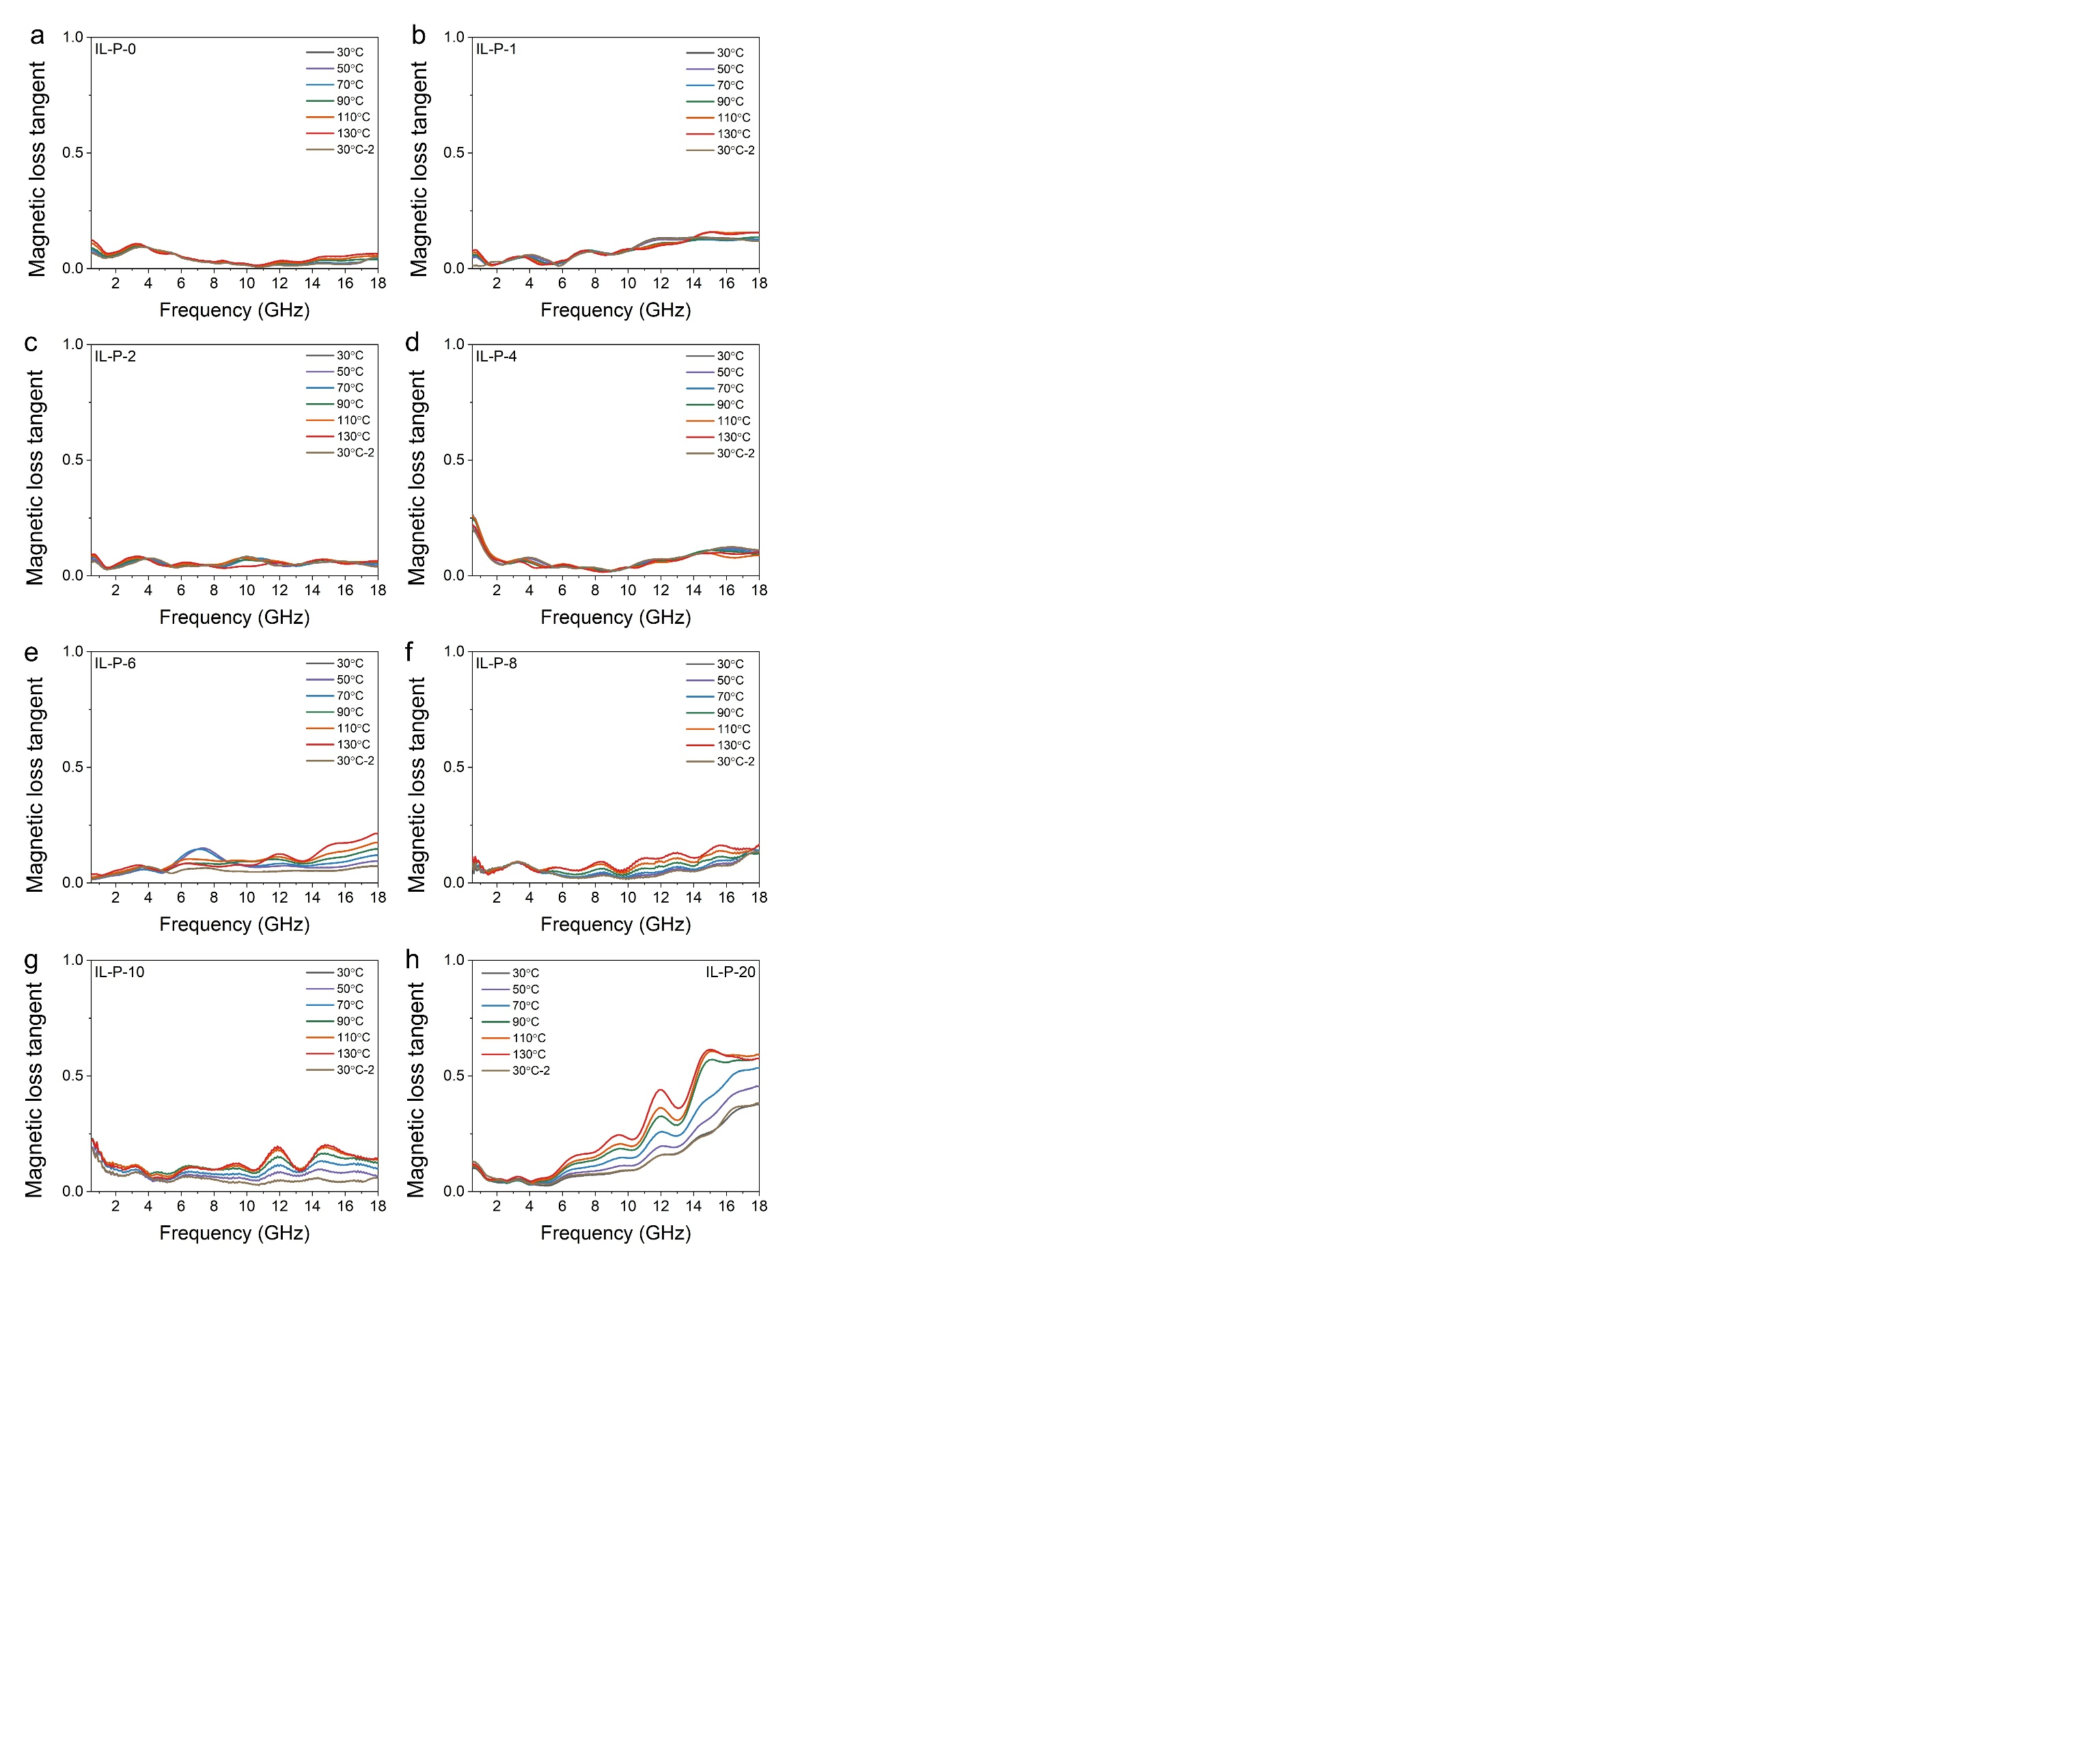 a
IL-P-0
1.0
0.5
0.0
Magnetic loss tangent
30°C
50°C
70°C
90°C
110°C
130°C
30°C-2
2 4 6 8 10 12 14 16 18
Frequency (GHz)
b
IL-P-1
1.0
0.5
0.0
Magnetic loss tangent
30°C
50°C
70°C
90°C
110°C
130°C
30°C-2
2 4 6 8 10 12 14 16 18
Frequency (GHz)
c
IL-P-2
1.0
0.5
0.0
Magnetic loss tangent
30°C
50°C
70°C
90°C
110°C
130°C
30°C-2
2 4 6 8 10 12 14 16 18
Frequency (GHz)
d
IL-P-4
1.0
0.5
0.0
Magnetic loss tangent
30°C
50°C
70°C
90°C
110°C
130°C
30°C-2
2 4 6 8 10 12 14 16 18
Frequency (GHz)
e
IL-P-6
1.0
0.5
0.0
Magnetic loss tangent
30°C
50°C
70°C
90°C
110°C
130°C
30°C-2
2 4 6 8 10 12 14 16 18
Frequency (GHz)
f
IL-P-8
1.0
0.5
0.0
Magnetic loss tangent
30°C
50°C
70°C
90°C
110°C
130°C
30°C-2
2 4 6 8 10 12 14 16 18
Frequency (GHz)
g
IL-P-10
1.0
0.5
0.0
Magnetic loss tangent
30°C
50°C
70°C
90°C
110°C
130°C
30°C-2
2 4 6 8 10 12 14 16 18
Frequency (GHz)
h
IL-P-20
1.0
0.5
0.0
Magnetic loss tangent
30°C
50°C
70°C
90°C
110°C
130°C
30°C-2
2 4 6 8 10 12 14 16 18
Frequency (GHz)